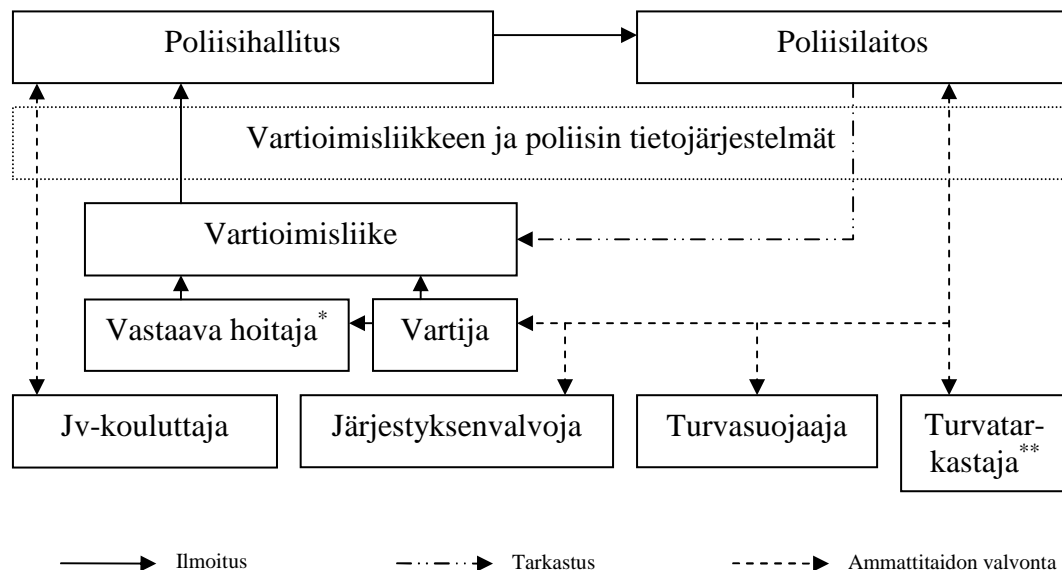 Poliisihallitus
Poliisilaitos
Vartioimisliikkeen ja poliisin tietojärjestelmät
Vartioimisliike
Vastaava hoitaja*
Vartija
Jv-kouluttaja
Järjestyksenvalvoja
Turvasuojaaja
Turvatar-
kastaja**
Ilmoitus
Tarkastus
Ammattitaidon valvonta